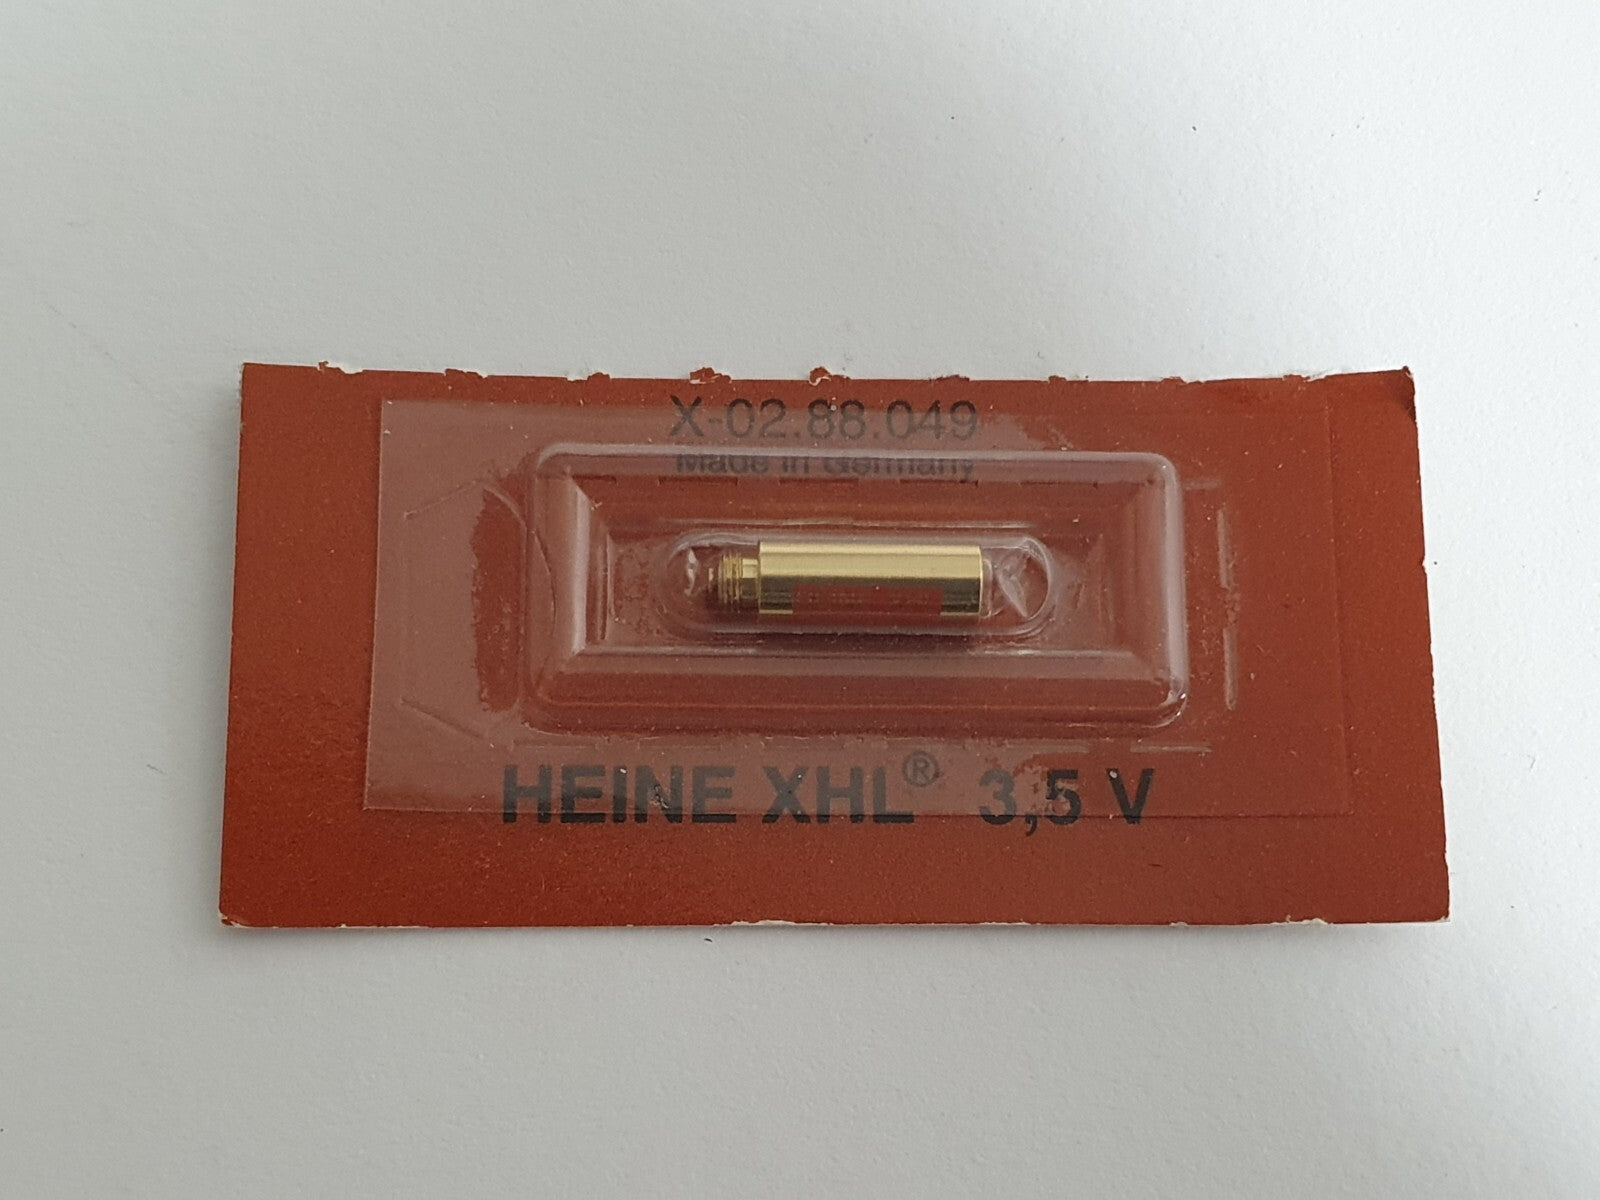 X-02.88.049
Made in Germany
HEINE XHL® 3,5 V